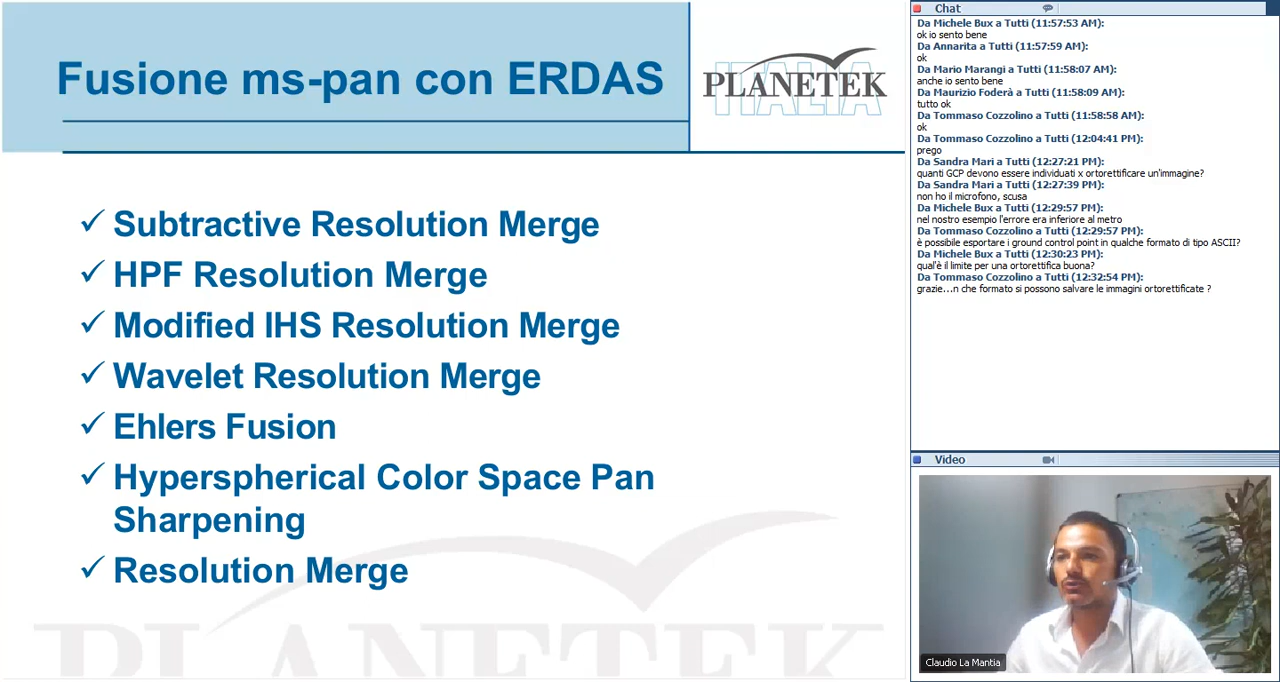 Fusione ms-pan con ERDAS
PLANETEK
ITALIA
✓ Subtractive Resolution Merge
✓ HPF Resolution Merge
✓ Modified IHS Resolution Merge
✓ Wavelet Resolution Merge
✓ Ehlers Fusion
✓ Hyperspherical Color Space Pan
Sharpening
✓ Resolution Merge
PLANETEK
Chat
Da Michele Bux a Tutti (11:57:53 AM):
ok io sento bene
Da Annarita a Tutti (11:57:59 AM):
ok
Da Mario Marangi a Tutti (11:58:07 AM):
anche io sento bene
Da Maurizio Foderà a Tutti (11:58:09 AM):
tutto ok
Da Tommaso Cozzolino a Tutti (11:58:58 AM):
ok
Da Tommaso Cozzolino a Tutti (12:04:41 PM):
prego
Da Sandra Mari a Tutti (12:27:21 PM):
quanti GCP devono essere individuati x ortorettificare un'immagine?
Da Sandra Mari a Tutti (12:27:39 PM):
non ho il microfono, scusa
Da Michele Bux a Tutti (12:29:57 PM):
nel nostro esempio l'errore era inferiore al metro
Da Tommaso Cozzolino a Tutti (12:29:57 PM):
è possibile esportare i ground control point in qualche formato di tipo ASCII?
Da Michele Bux a Tutti (12:30:23 PM):
qual'è il limite per una ortorettifica buona?
Da Tommaso Cozzolino a Tutti (12:32:54 PM):
grazie...n che formato si possono salvare le immagini ortorettificate ?
Video
Claudio La Mantia